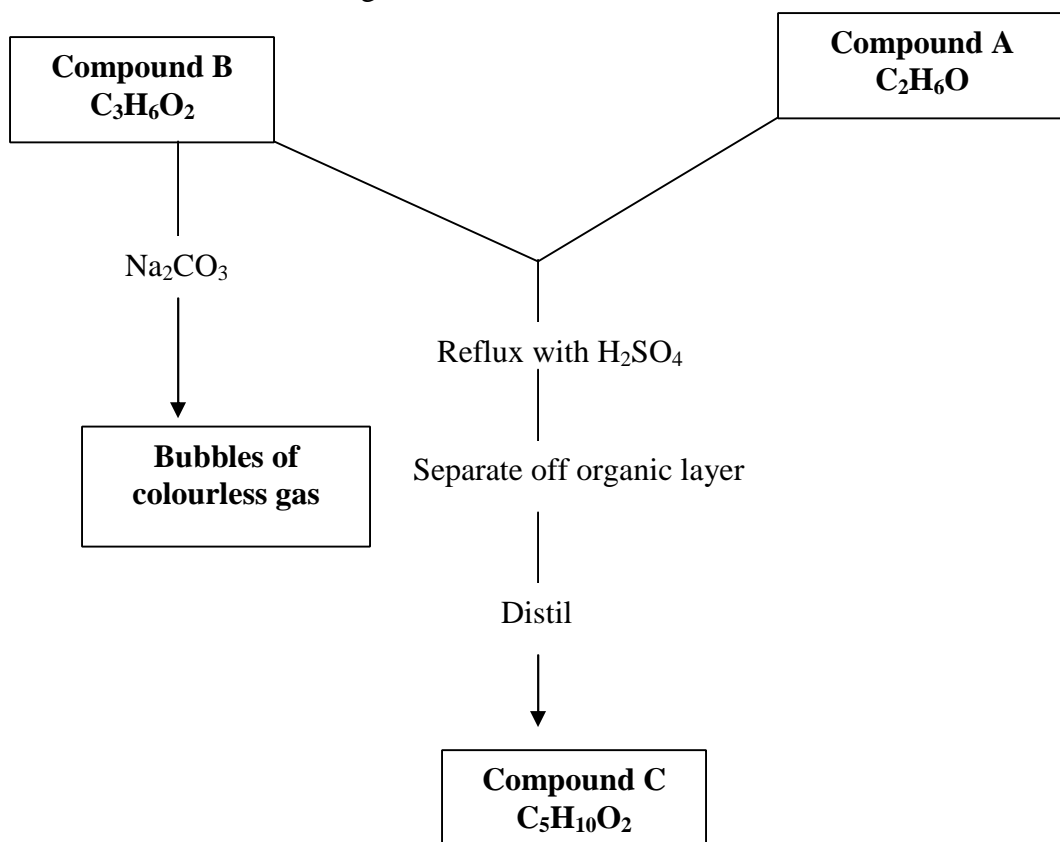 Compound B
C₃H₆O₂
Compound A
C₂H₆O
Na₂CO₃
Reflux with H₂SO₄
Bubbles of
colourless gas
Separate off organic layer
Distil
Compound C
C₅H₁₀O₂